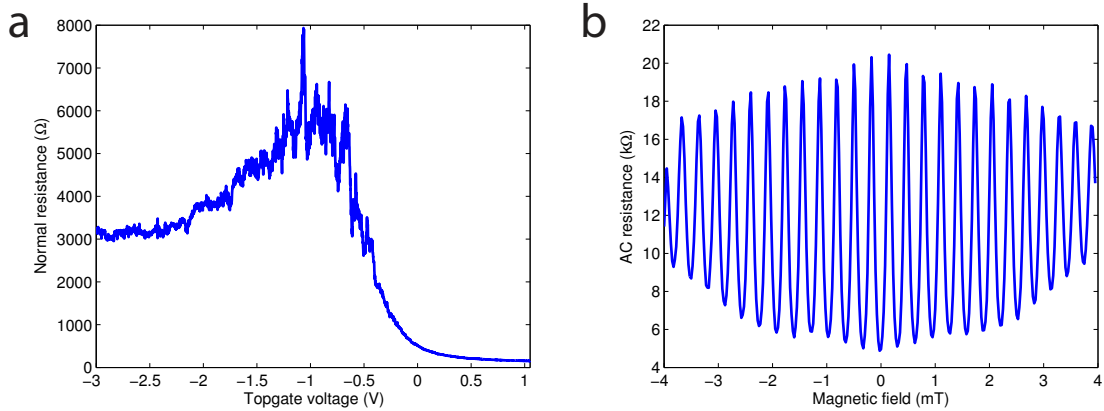 a
8000
7000
6000
5000
4000
3000
2000
1000
0
Normal resistance (Ω)
−3 −2.5 −2 −1.5 −1 −0.5 0 0.5 1
Topgate voltage (V)
b
22
20
18
16
14
12
10
8
6
4
AC resistance (kΩ)
−4 −3 −2 −1 0 1 2 3 4
Magnetic field (mT)